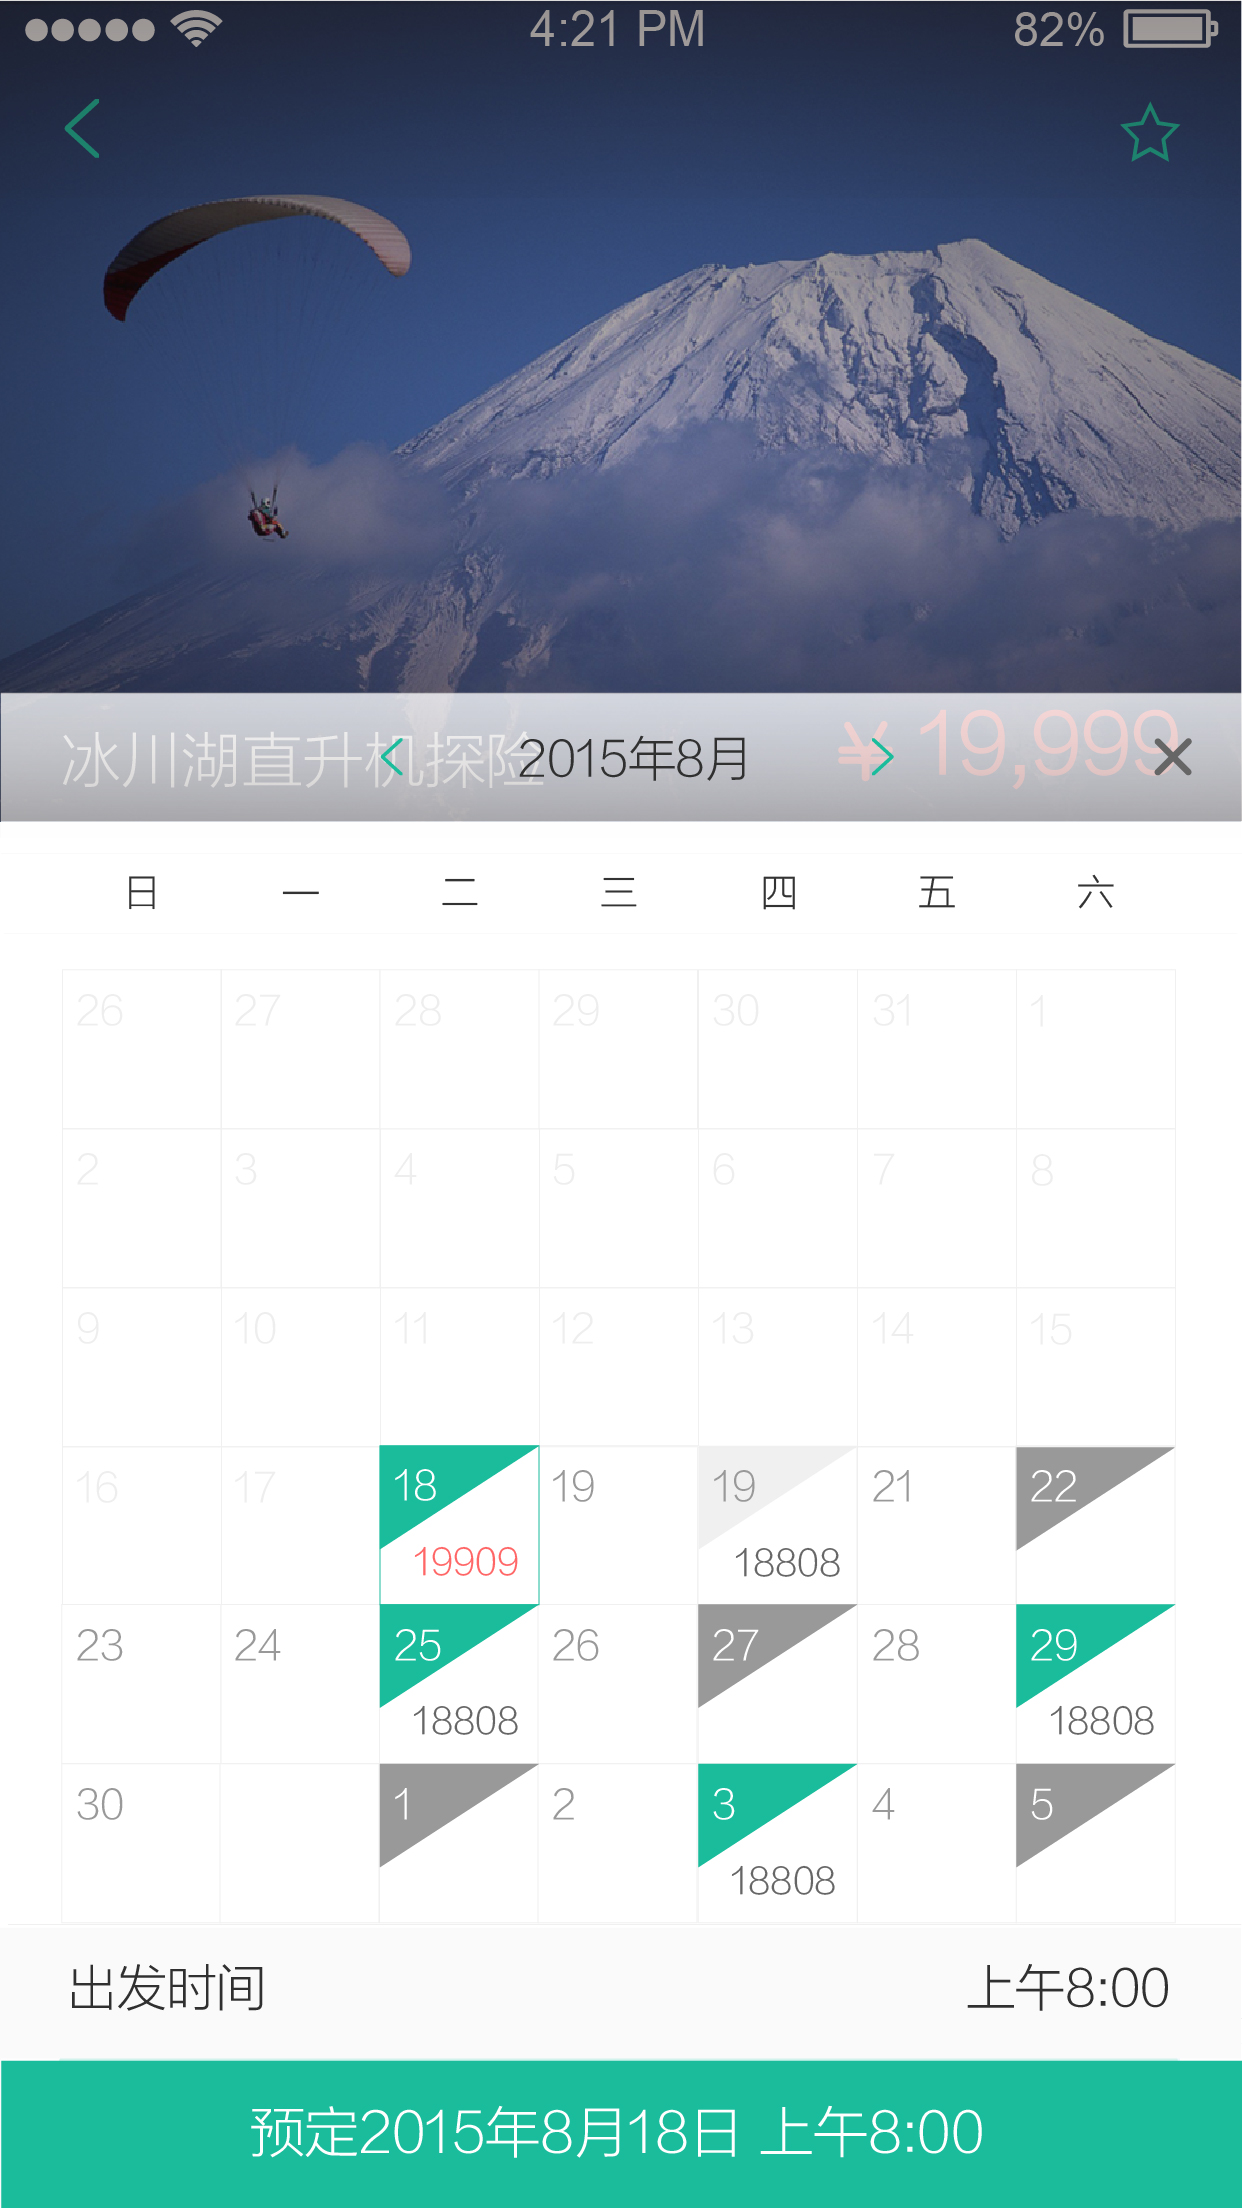 4:21 PM 82%
冰川湖直升机探险 ¥19,999
2015年8月
日 一 二 三 四 五 六
26 27 28 29 30 31 1
2 3 4 5 6 7 8
9 10 11 12 13 14 15
16 17 18 19 19 21 22
19909 18808
23 24 25 26 27 28 29
18808 18808
30 1 2 3 4 5
18808
出发时间 上午8:00
预定2015年8月18日 上午8:00